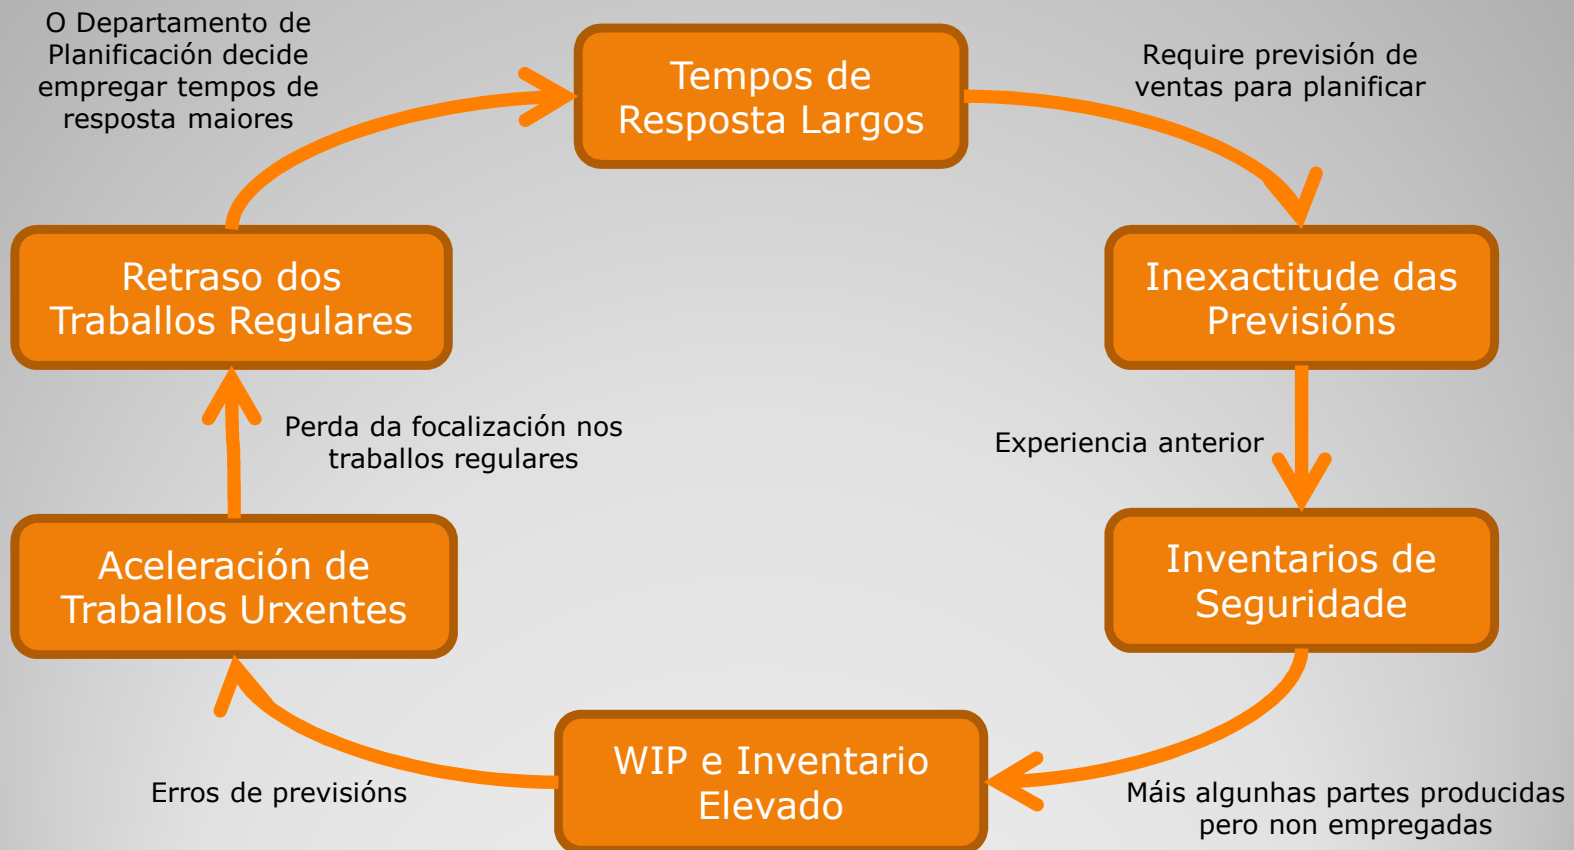 O Departamento de
Planificación decide
empregar tempos de
resposta maiores
Tempos de
Resposta Largos
Require previsión de
ventas para planificar
Retraso dos
Traballos Regulares
Inexactitude das
Previsións
Perda da focalización nos
traballos regulares
Experiencia anterior
Aceleración de
Traballos Urxentes
Inventarios de
Seguridade
WIP e Inventario
Elevado
Erros de previsións
Máis algunhas partes producidas
pero non empregadas